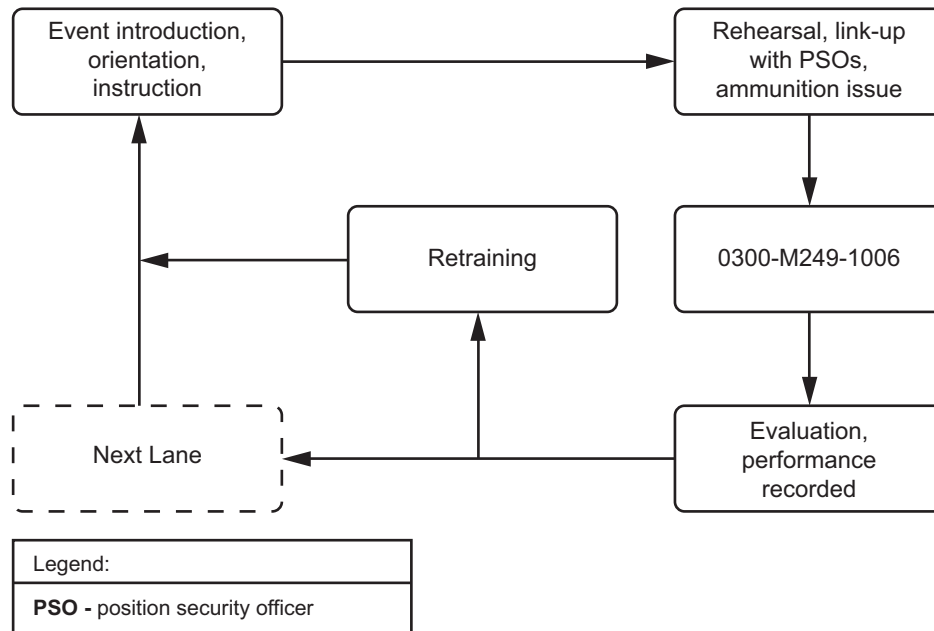 Event introduction,
orientation,
instruction
Rehearsal, link-up
with PSOs,
ammunition issue
Retraining
0300-M249-1006
Next Lane
Evaluation,
performance
recorded
Legend:
PSO - position security officer